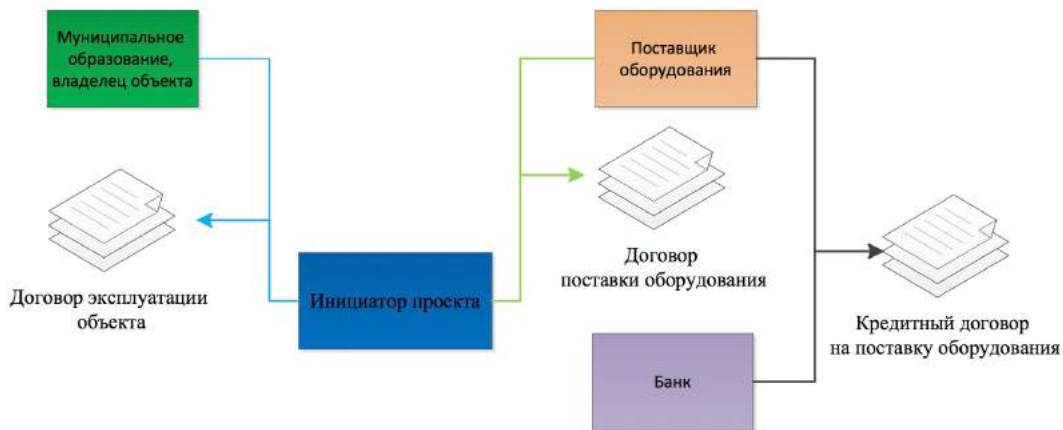 Муниципальное
образование,
владелец объекта
Поставщик
оборудования
Договор
поставки оборудования
Договор эксплуатации
объекта
Инициатор проекта
Кредитный договор
на поставку оборудования
Банк